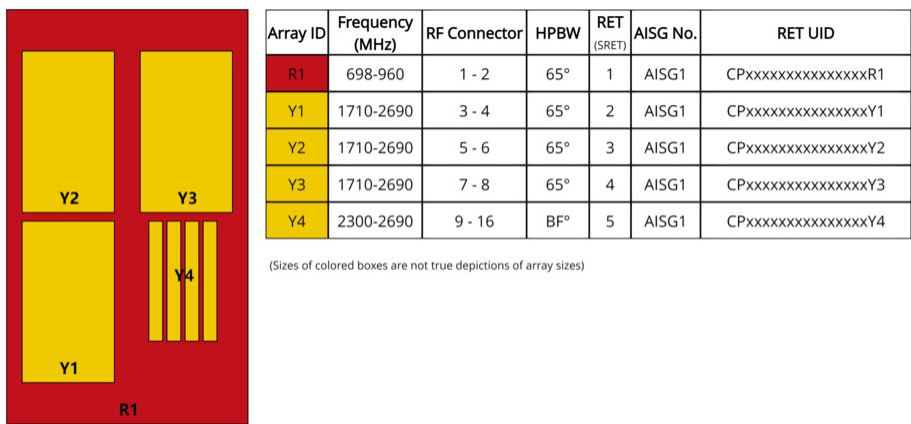 Y2
Y3
Y4
Y1
R1
Array ID Frequency (MHz) RF Connector HPBW RET (SRET) AISG No. RET UID
R1 698-960 1 - 2 65° 1 AISG1 CPxxxxxxxxxxxxxxxR1
Y1 1710-2690 3 - 4 65° 2 AISG1 CPxxxxxxxxxxxxxxxY1
Y2 1710-2690 5 - 6 65° 3 AISG1 CPxxxxxxxxxxxxxxxY2
Y3 1710-2690 7 - 8 65° 4 AISG1 CPxxxxxxxxxxxxxxxY3
Y4 2300-2690 9 - 16 BF° 5 AISG1 CPxxxxxxxxxxxxxxxY4
(Sizes of colored boxes are not true depictions of array sizes)